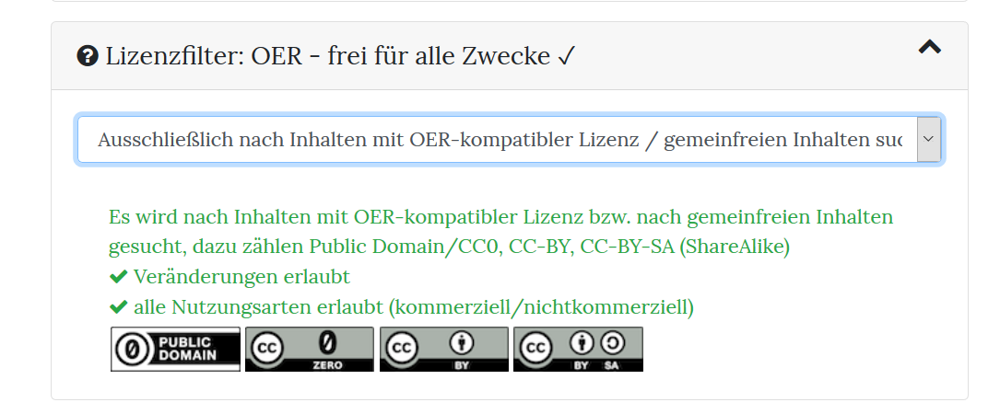 Lizenzfilter: OER - frei für alle Zwecke ✓
Ausschließlich nach Inhalten mit OER-kompatibler Lizenz / gemeinfreien Inhalten suc
Es wird nach Inhalten mit OER-kompatibler Lizenz bzw. nach gemeinfreien Inhalten
gesucht, dazu zählen Public Domain/CC0, CC-BY, CC-BY-SA (ShareAlike)
✔ Veränderungen erlaubt
✔ alle Nutzungsarten erlaubt (kommerziell/nichtkommerziell)
0 PUBLIC DOMAIN
cc 0 ZERO
cc BY
cc BY SA